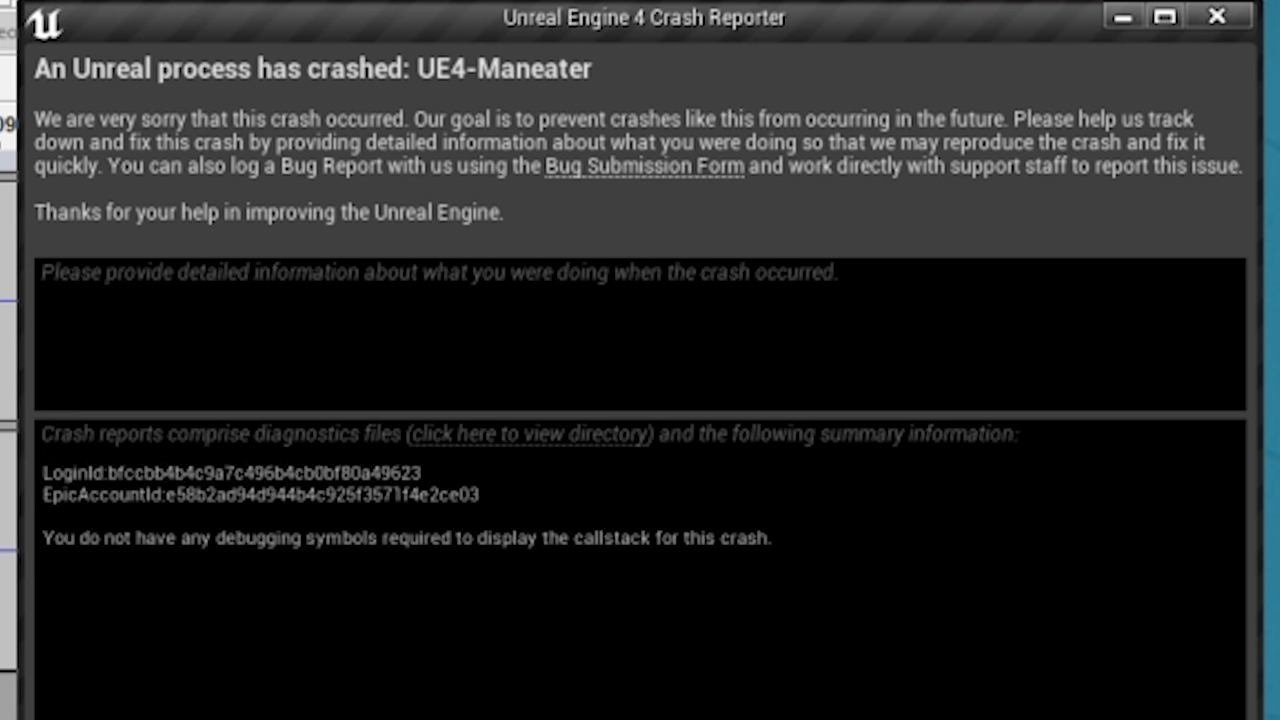 Unreal Engine 4 Crash Reporter
An Unreal process has crashed: UE4-Maneater
We are very sorry that this crash occurred. Our goal is to prevent crashes like this from occurring in the future. Please help us track
down and fix this crash by providing detailed information about what you were doing so that we may reproduce the crash and fix it
quickly. You can also log a Bug Report with us using the Bug Submission Form and work directly with support staff to report this issue.
Thanks for your help in improving the Unreal Engine.
Please provide detailed information about what you were doing when the crash occurred.
Crash reports comprise diagnostics files (click here to view directory) and the following summary information:
LoginId:bfccbb4b4c9a7c496b4cb0bf80a49623
EpicAccountId:e58b2ad94d944b4c925f3571f4e2ce03
You do not have any debugging symbols required to display the callstack for this crash.